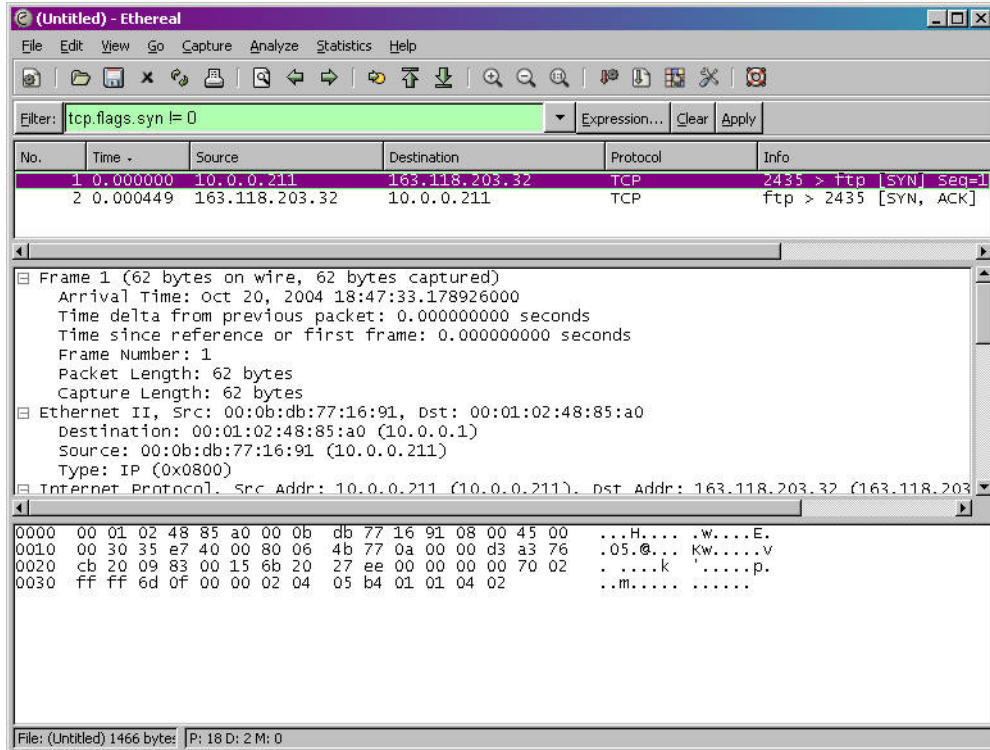 (Untitled) - Ethereal
File Edit View Go Capture Analyze Statistics Help
Filter: tcp.flags.syn != 0 Expression... Clear Apply
No. Time Source Destination Protocol Info
1 0.000000 10.0.0.211 163.118.203.32 TCP 2435 > ftp [SYN] Seq=1
2 0.000449 163.118.203.32 10.0.0.211 TCP ftp > 2435 [SYN, ACK]
Frame 1 (62 bytes on wire, 62 bytes captured)
Arrival Time: Oct 20, 2004 18:47:33.178926000
Time delta from previous packet: 0.000000000 seconds
Time since reference or first frame: 0.000000000 seconds
Frame Number: 1
Packet Length: 62 bytes
Capture Length: 62 bytes
Ethernet II, Src: 00:0b:db:77:16:91, Dst: 00:01:02:48:85:a0
Destination: 00:01:02:48:85:a0 (10.0.0.1)
Source: 00:0b:db:77:16:91 (10.0.0.211)
Type: IP (0x0800)
Internet Protocol, Src Addr: 10.0.0.211 (10.0.0.211), Dst Addr: 163.118.203.32 (163.118.203
0000 00 01 02 48 85 a0 00 0b db 77 16 91 08 00 45 00 ...H.... .w....E.
0010 00 30 35 e7 40 00 80 06 4b 77 0a 00 00 d3 a3 76 .05.@... Kw.....v
0020 cb 20 09 83 00 15 6b 20 27 ee 00 00 00 00 70 02 . ....k '.....p.
0030 ff ff 6d 0f 00 00 02 04 05 b4 01 01 04 02 ..m..... ......
File: (Untitled) 1466 bytes P: 18 D: 2 M: 0